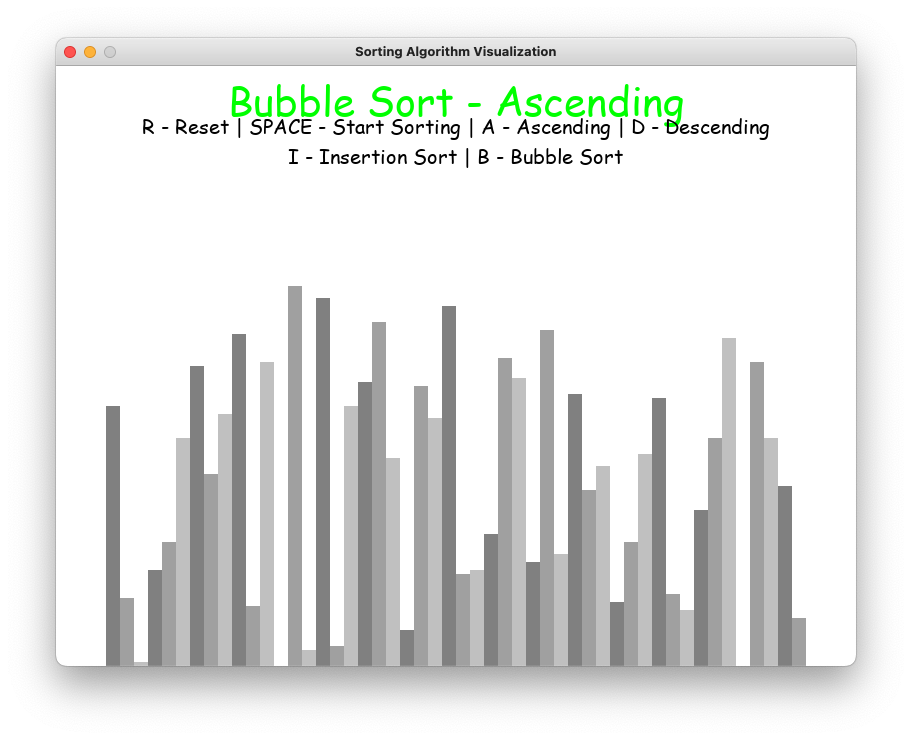 Sorting Algorithm Visualization
Bubble Sort - Ascending
R - Reset | SPACE - Start Sorting | A - Ascending | D - Descending
I - Insertion Sort | B - Bubble Sort